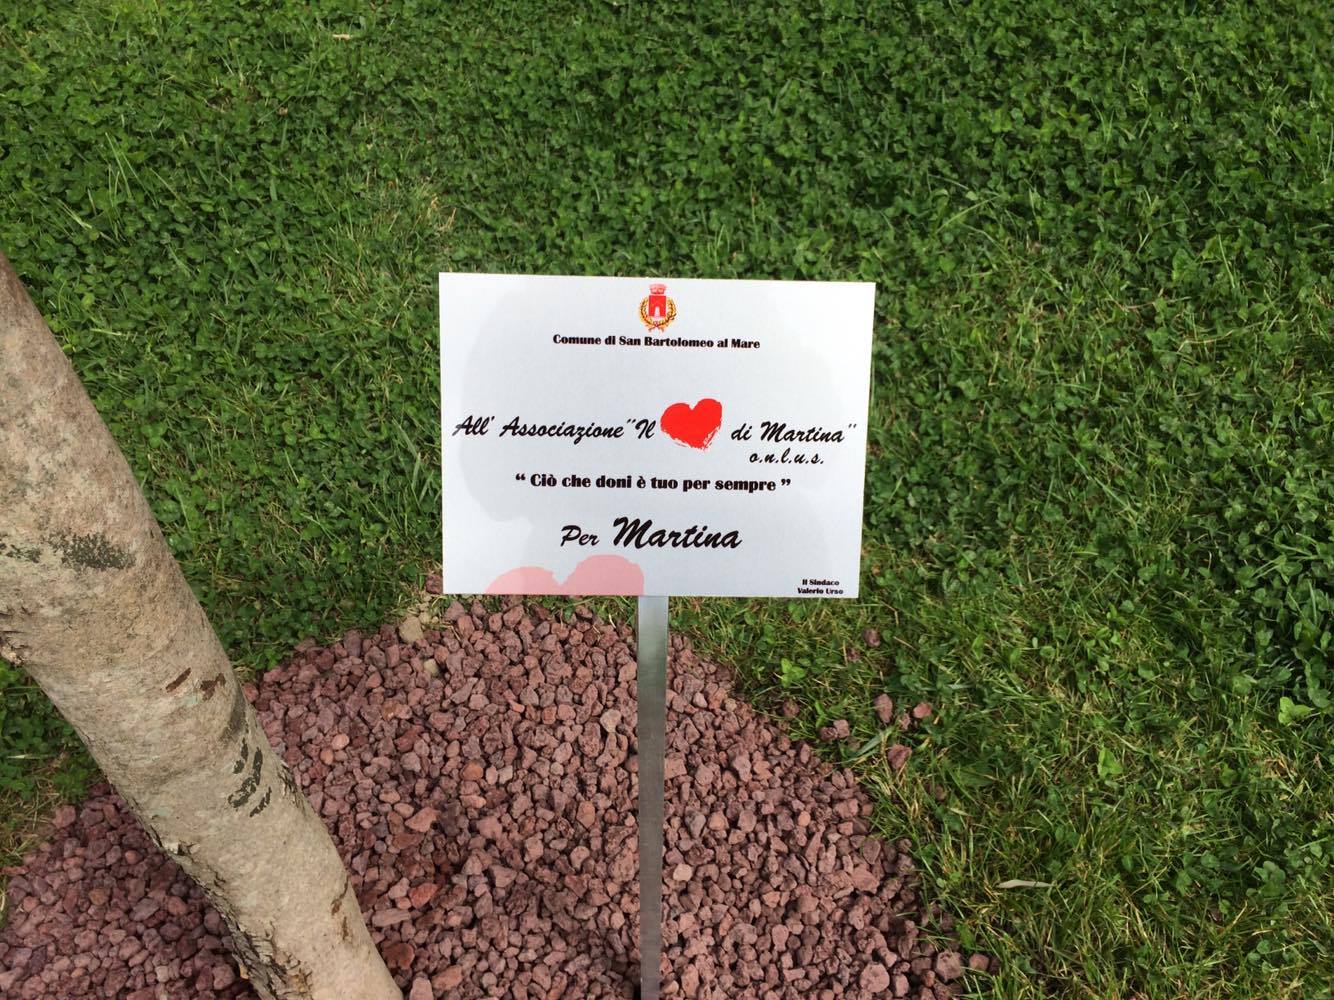 Comune di San Bartolomeo al Mare
All' Associazione "Il di Martina"
o.n.l.u.s.
“ Ciò che doni è tuo per sempre ”
Per Martina
Il Sindaco
Valerio Urso